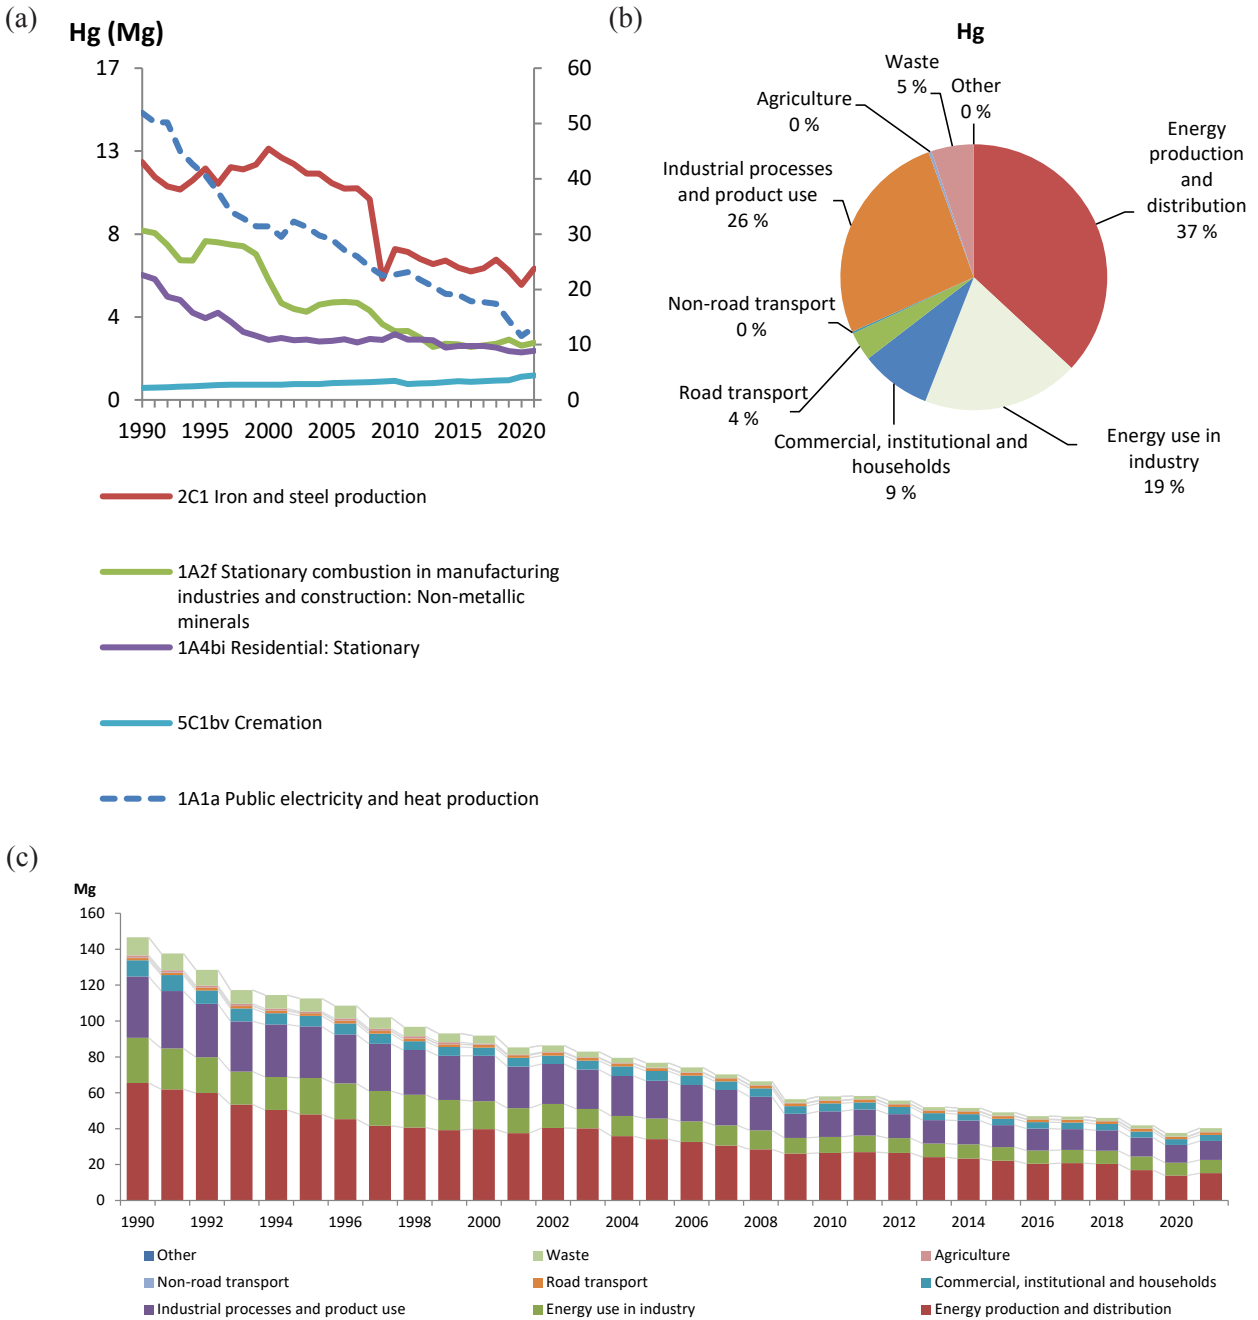 (a)
Hg (Mg)
17
13
8
4
0
60
50
40
30
20
10
0
1990 1995 2000 2005 2010 2015 2020
2C1 Iron and steel production
1A2f Stationary combustion in manufacturing
industries and construction: Non-metallic
minerals
1A4bi Residential: Stationary
5C1bv Cremation
1A1a Public electricity and heat production
(b)
Hg
Waste
5 %
Other
0 %
Agriculture
0 %
Energy
production
and
distribution
37 %
Industrial processes
and product use
26 %
Non-road transport
0 %
Road transport
4 %
Commercial, institutional and
households
9 %
Energy use in
industry
19 %
(c)
Mg
160
140
120
100
80
60
40
20
0
1990 1992 1994 1996 1998 2000 2002 2004 2006 2008 2010 2012 2014 2016 2018 2020
Other
Waste
Agriculture
Non-road transport
Road transport
Commercial, institutional and households
Industrial processes and product use
Energy use in industry
Energy production and distribution